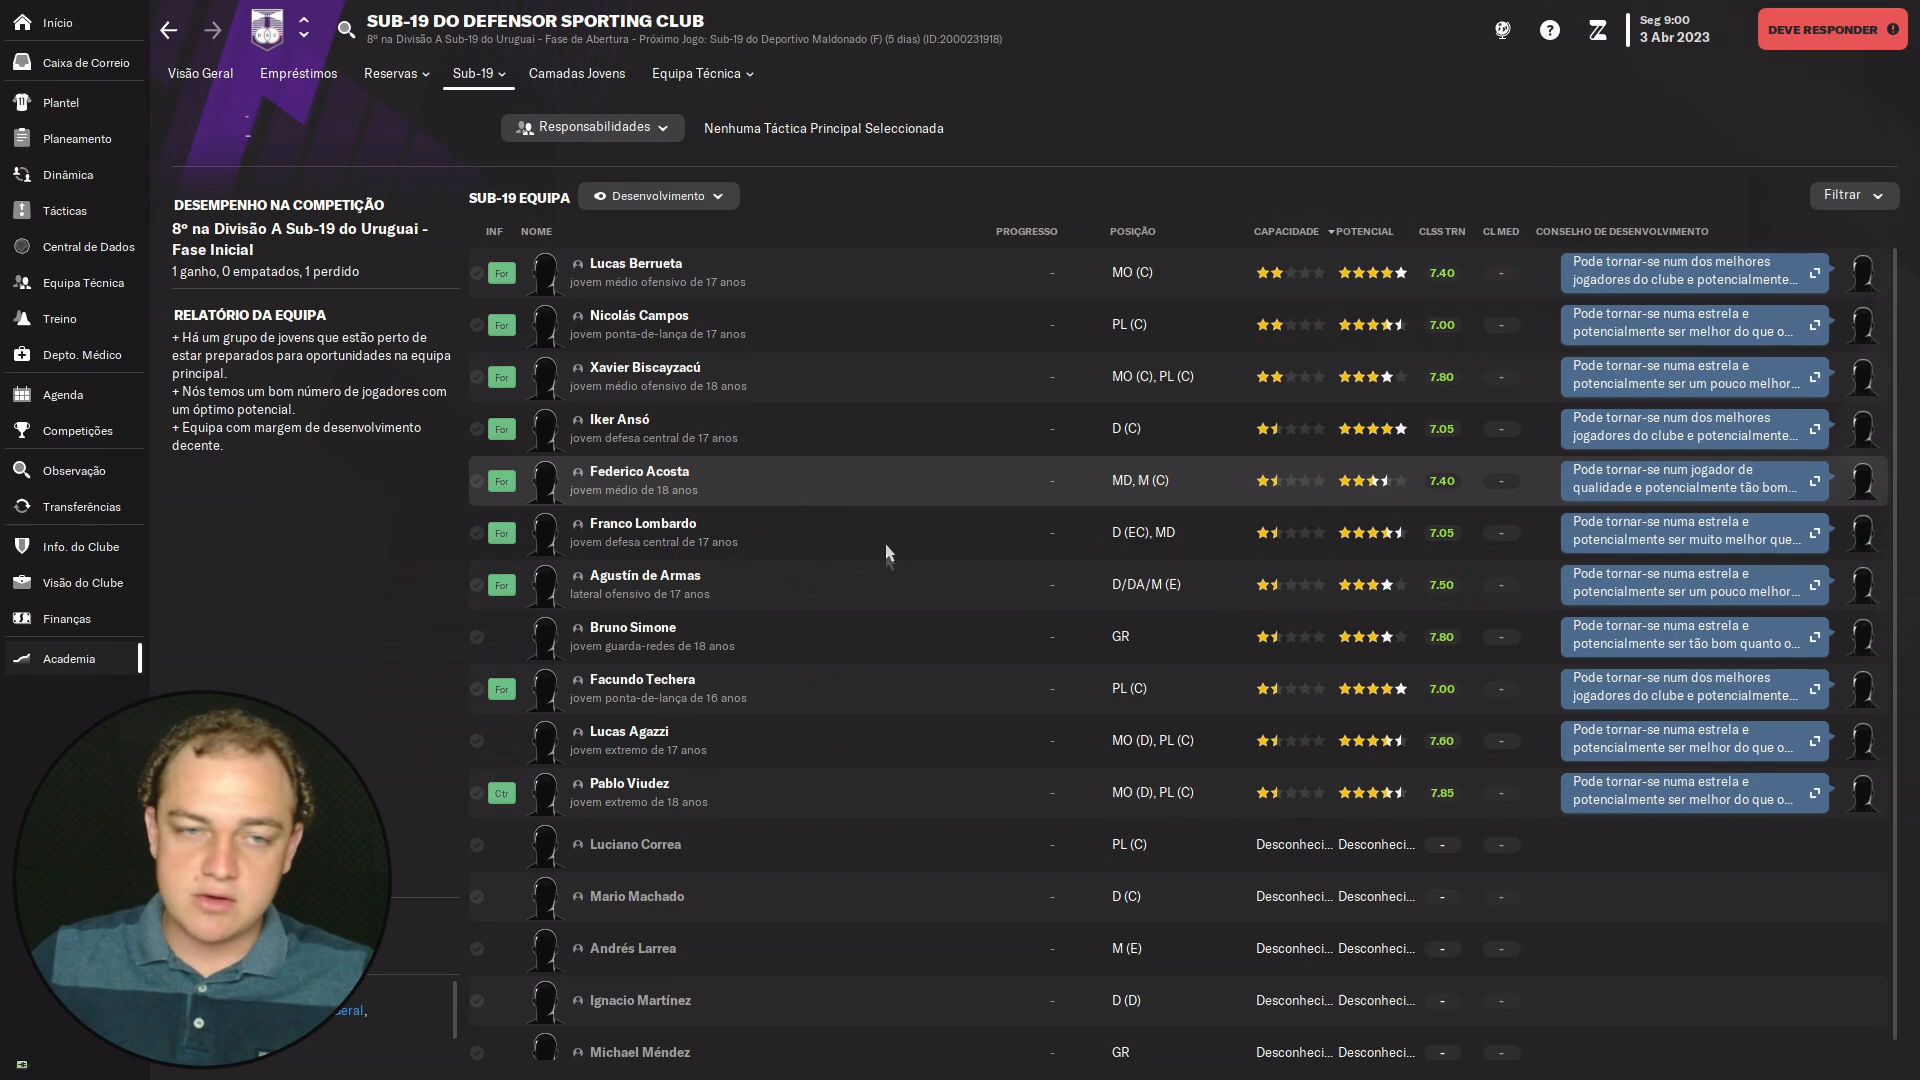 Início
Caixa de Correio
Plantel
Planeamento
Dinâmica
Tácticas
Central de Dados
Equipa Técnica
Treino
Depto. Médico
Agenda
Competições
Observação
Transferências
Info. do Clube
Visão do Clube
Finanças
Academia
SUB-19 DO DEFENSOR SPORTING CLUB
8º na Divisão A Sub-19 do Uruguai - Fase de Abertura - Próximo Jogo: Sub-19 do Deportivo Maldonado (F) (5 dias) (ID:2000231918)
Seg 9:00
3 Abr 2023
DEVE RESPONDER
Visão Geral Empréstimos Reservas Sub-19 Camadas Jovens Equipa Técnica
-
-
Responsabilidades
Nenhuma Táctica Principal Seleccionada
DESEMPENHO NA COMPETIÇÃO
8º na Divisão A Sub-19 do Uruguai -
Fase Inicial
1 ganho, 0 empatados, 1 perdido
RELATÓRIO DA EQUIPA
+ Há um grupo de jovens que estão perto de
estar preparados para oportunidades na equipa
principal.
+ Nós temos um bom número de jogadores com
um óptimo potencial.
+ Equipa com margem de desenvolvimento
decente.
SUB-19 EQUIPA
Desenvolvimento
Filtrar
INF NOME PROGRESSO POSIÇÃO CAPACIDADE POTENCIAL CLSS TRN CL MED CONSELHO DE DESENVOLVIMENTO
For Lucas Berrueta - MO (C) 7.40 - Pode tornar-se num dos melhores
jovem médio ofensivo de 17 anos jogadores do clube e potencialmente...
For Nicolás Campos - PL (C) 7.00 - Pode tornar-se numa estrela e
jovem ponta-de-lança de 17 anos potencialmente ser melhor do que o...
For Xavier Biscayzacú - MO (C), PL (C) 7.80 - Pode tornar-se numa estrela e
jovem médio ofensivo de 18 anos potencialmente ser um pouco melhor...
For Iker Ansó - D (C) 7.05 - Pode tornar-se num dos melhores
jovem defesa central de 17 anos jogadores do clube e potencialmente...
For Federico Acosta - MD, M (C) 7.40 - Pode tornar-se num jogador de
jovem médio de 18 anos qualidade e potencialmente tão bom...
For Franco Lombardo - D (EC), MD 7.05 - Pode tornar-se numa estrela e
jovem defesa central de 17 anos potencialmente ser muito melhor que...
For Agustín de Armas - D/DA/M (E) 7.50 - Pode tornar-se numa estrela e
lateral ofensivo de 17 anos potencialmente ser um pouco melhor...
Bruno Simone - GR 7.80 - Pode tornar-se numa estrela e
jovem guarda-redes de 18 anos potencialmente ser tão bom quanto o...
For Facundo Techera - PL (C) 7.00 - Pode tornar-se num dos melhores
jovem ponta-de-lança de 16 anos jogadores do clube e potencialmente...
Lucas Agazzi - MO (D), PL (C) 7.60 - Pode tornar-se numa estrela e
jovem extremo de 17 anos potencialmente ser melhor do que o...
Ctr Pablo Viudez - MO (D), PL (C) 7.85 - Pode tornar-se numa estrela e
jovem extremo de 18 anos potencialmente ser melhor do que o...
Luciano Correa - PL (C) Desconheci... Desconheci... - -
Mario Machado - D (C) Desconheci... Desconheci... - -
Andrés Larrea - M (E) Desconheci... Desconheci... - -
Ignacio Martínez - D (D) Desconheci... Desconheci... - -
eral,
Michael Méndez - GR Desconheci... Desconheci... - -